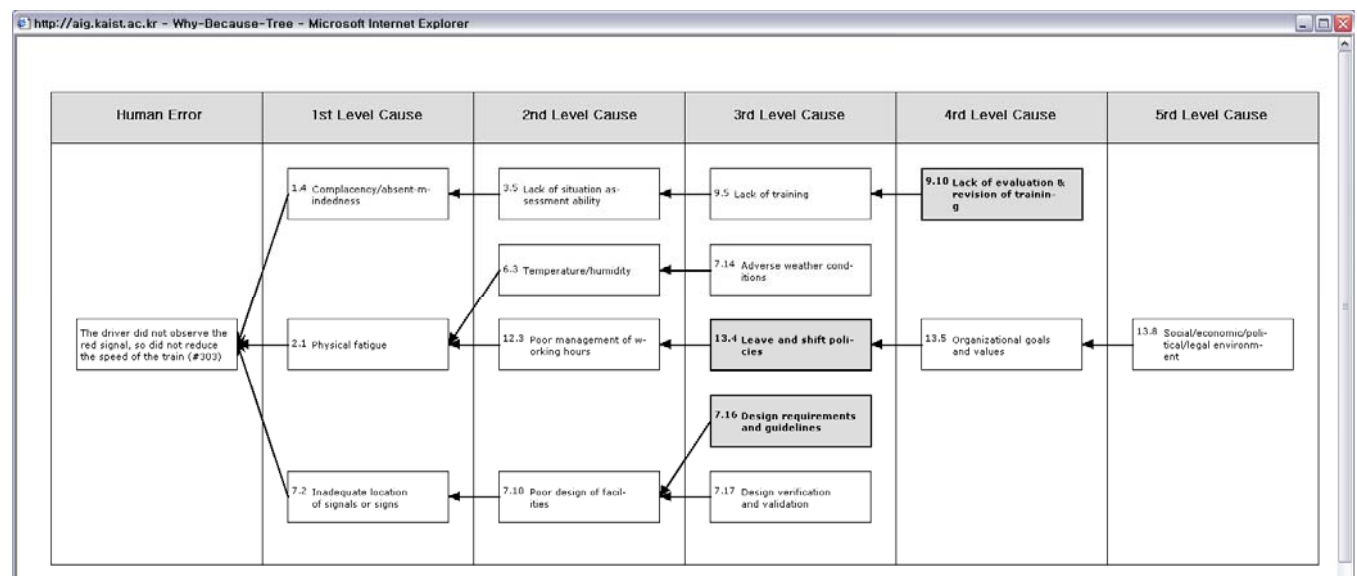 http://aig.kaist.ac.kr - Why-Because-Tree - Microsoft Internet Explorer
Human Error
1st Level Cause
2nd Level Cause
3rd Level Cause
4rd Level Cause
5rd Level Cause
1.4 Complacency/absent-m-
indedness
3.5 Lack of situation as-
sessment ability
9.5 Lack of training
9.10 Lack of evaluation &
revision of trainin-
g
6.3 Temperature/humidity
7.14 Adverse weather cond-
itions
The driver did not observe the
red signal, so did not reduce
the speed of the train (#303)
2.1 Physical fatigue
12.3 Poor management of w-
orking hours
13.4 Leave and shift poli-
cies
13.5 Organizational goals
and values
13.8 Social/economic/poli-
tical/legal environm-
ent
7.16 Design requirements
and guidelines
7.2 Inadequate location
of signals or signs
7.10 Poor design of facil-
ities
7.17 Design verification
and validation